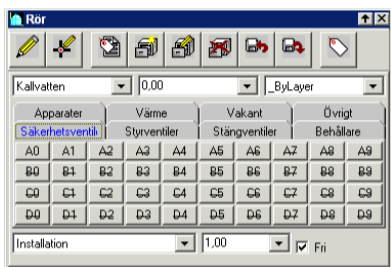 Rör
Kallvatten 0,00 _ByLayer
Apparater Värme Vakant Övrigt
Säkerhetsventil Styrventiler Stängventiler Behållare
A0 A1 A2 A3 A4 A5 A6 A7 A8 A9
B0 B1 B2 B3 B4 B5 B6 B7 B8 B9
C0 C1 C2 C3 C4 C5 C6 C7 C8 C9
D0 D1 D2 D3 D4 D5 D6 D7 D8 D9
Installation 1,00 Fri